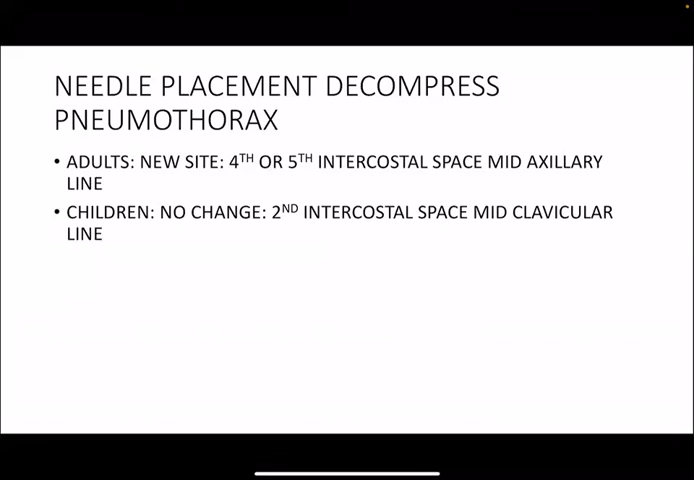 NEEDLE PLACEMENT DECOMPRESS
PNEUMOTHORAX
• ADULTS: NEW SITE: 4TH OR 5TH INTERCOSTAL SPACE MID AXILLARY
LINE
• CHILDREN: NO CHANGE: 2ND INTERCOSTAL SPACE MID CLAVICULAR
LINE